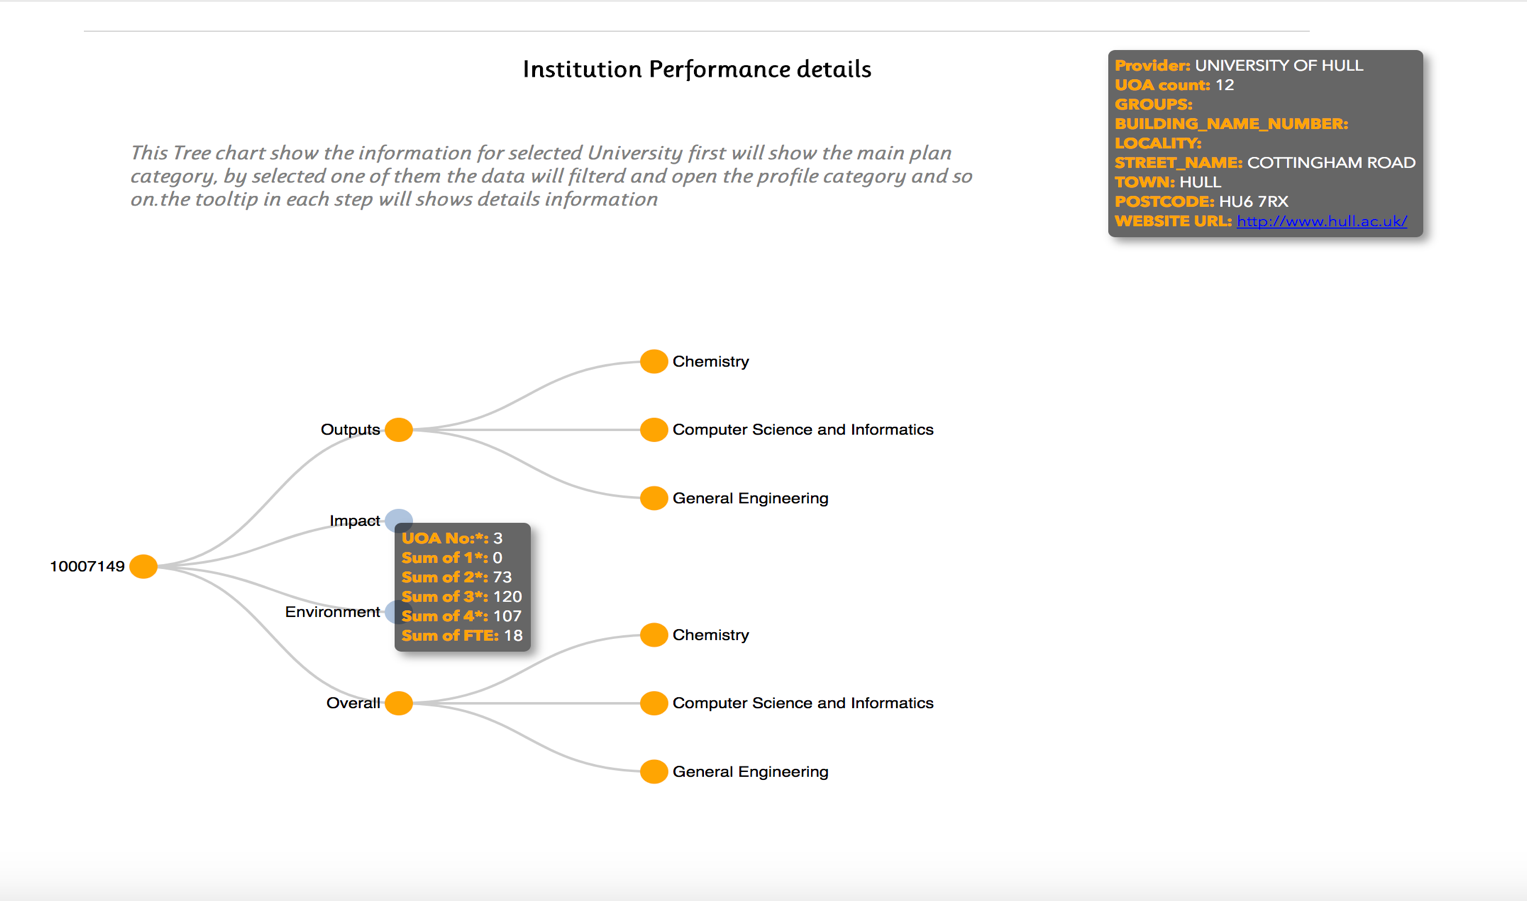 Institution Performance details
Provider: UNIVERSITY OF HULL
UOA count: 12
GROUPS:
BUILDING_NAME_NUMBER:
LOCALITY:
STREET_NAME: COTTINGHAM ROAD
TOWN: HULL
POSTCODE: HU6 7RX
WEBSITE URL: http://www.hull.ac.uk/
This Tree chart show the information for selected University first will show the main plan
category, by selected one of them the data will filterd and open the profile category and so
on.the tooltip in each step will shows details information
10007149
Outputs
Chemistry
Computer Science and Informatics
General Engineering
Impact
UOA No:*: 3
Sum of 1*: 0
Sum of 2*: 73
Sum of 3*: 120
Sum of 4*: 107
Sum of FTE: 18
Environment
Overall
Chemistry
Computer Science and Informatics
General Engineering